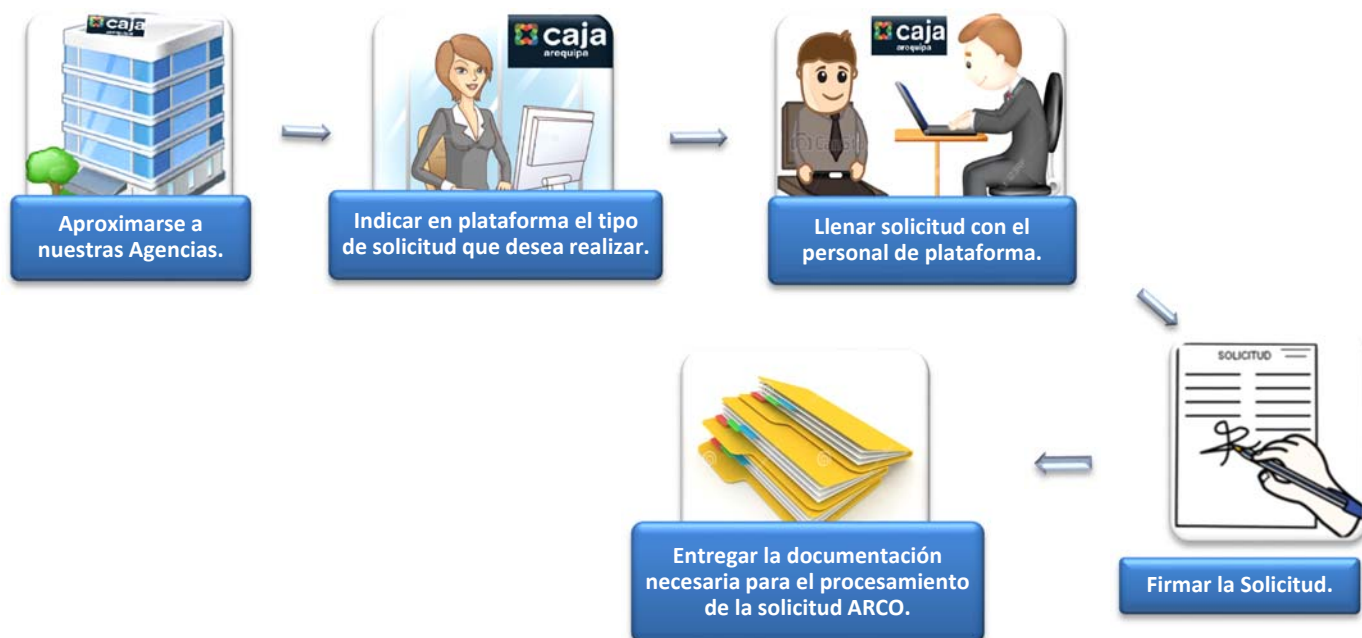 caja
arequipa
caja
arequipa
caja
arequipa
Aproximarse a
nuestras Agencias.
Indicar en plataforma el tipo
de solicitud que desea realizar.
Llenar solicitud con el
personal de plataforma.
SOLICITUD
Firmar la Solicitud.
Entregar la documentación
necesaria para el procesamiento
de la solicitud ARCO.